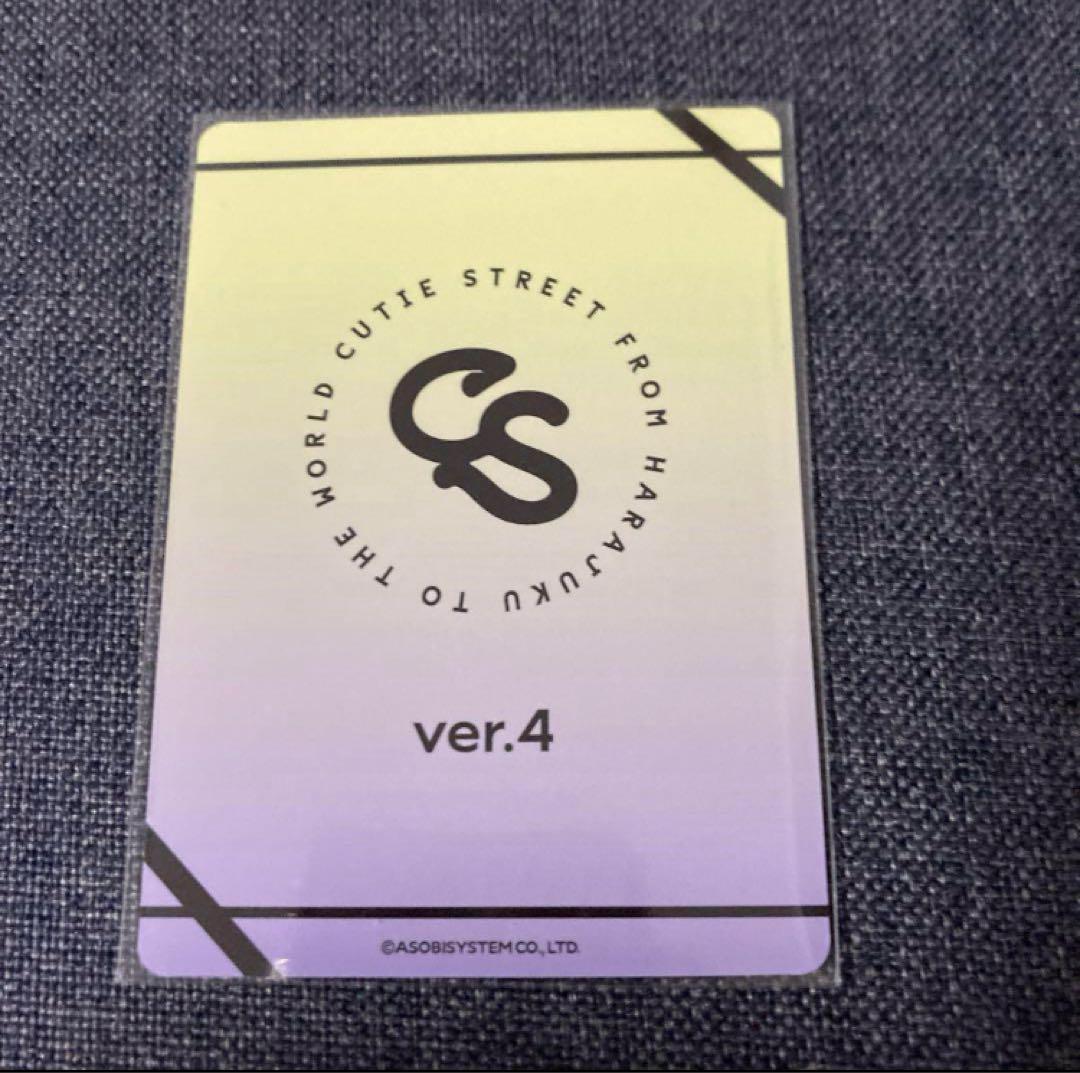 CUTIE STREET FROM HARAJUKU TO THE WORLD
CS
ver.4
©ASOBISYSTEM CO., LTD.